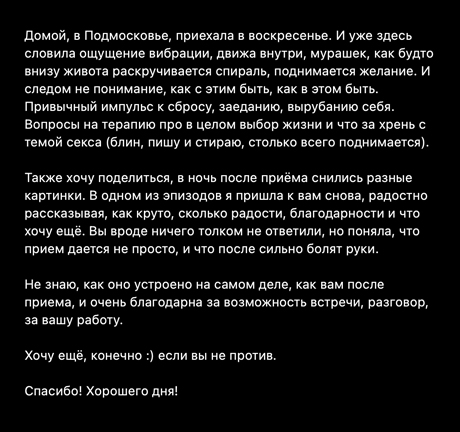 Домой, в Подмосковье, приехала в воскресенье. И уже здесь
словила ощущение вибрации, движа внутри, мурашек, как будто
внизу живота раскручивается спираль, поднимается желание. И
следом не понимание, как с этим быть, как в этом быть.
Привычный импульс к сбросу, заеданию, вырубанию себя.
Вопросы на терапию про в целом выбор жизни и что за хрень с
темой секса (блин, пишу и стираю, столько всего поднимается).
Также хочу поделиться, в ночь после приёма снились разные
картинки. В одном из эпизодов я пришла к вам снова, радостно
рассказывая, как круто, сколько радости, благодарности и что
хочу ещё. Вы вроде ничего толком не ответили, но поняла, что
прием дается не просто, и что после сильно болят руки.
Не знаю, как оно устроено на самом деле, как вам после
приема, и очень благодарна за возможность встречи, разговор,
за вашу работу.
Хочу ещё, конечно :) если вы не против.
Спасибо! Хорошего дня!